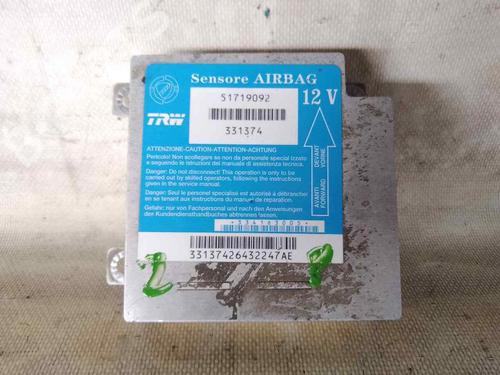 FIAT
Sensore AIRBAG
51719092
12 V
TRW
331374
ATTENZIONE-CAUTION-ATTENTION-ACHTUNG
Pericolo! Non scollegare se non da personale specializzato
e seguendo le istruzioni del manuale di assistenza tecnica.
Danger: Do not disconnect! This operation is only to be
carried out by skilled operators, following the instructions
given in the service manual.
Danger: Seul le personel specialisé est autorisé à débrancher
en se tenant aux instructions du manuel de réparation.
Gefahr: nur von Fachpersonal und nach den Anweisungen
des Kundendiensthandbuches abtrennen lassen.
AVANTI
FORWARD
DEVANT
VORNE
33137426432247AE
2